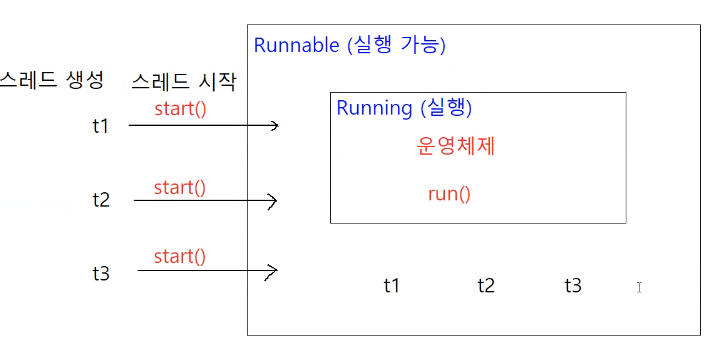 Runnable (실행 가능)
스레드 생성 스레드 시작
start()
t1
Running (실행)
운영체제
start()
t2
run()
start()
t3
t1 t2 t3